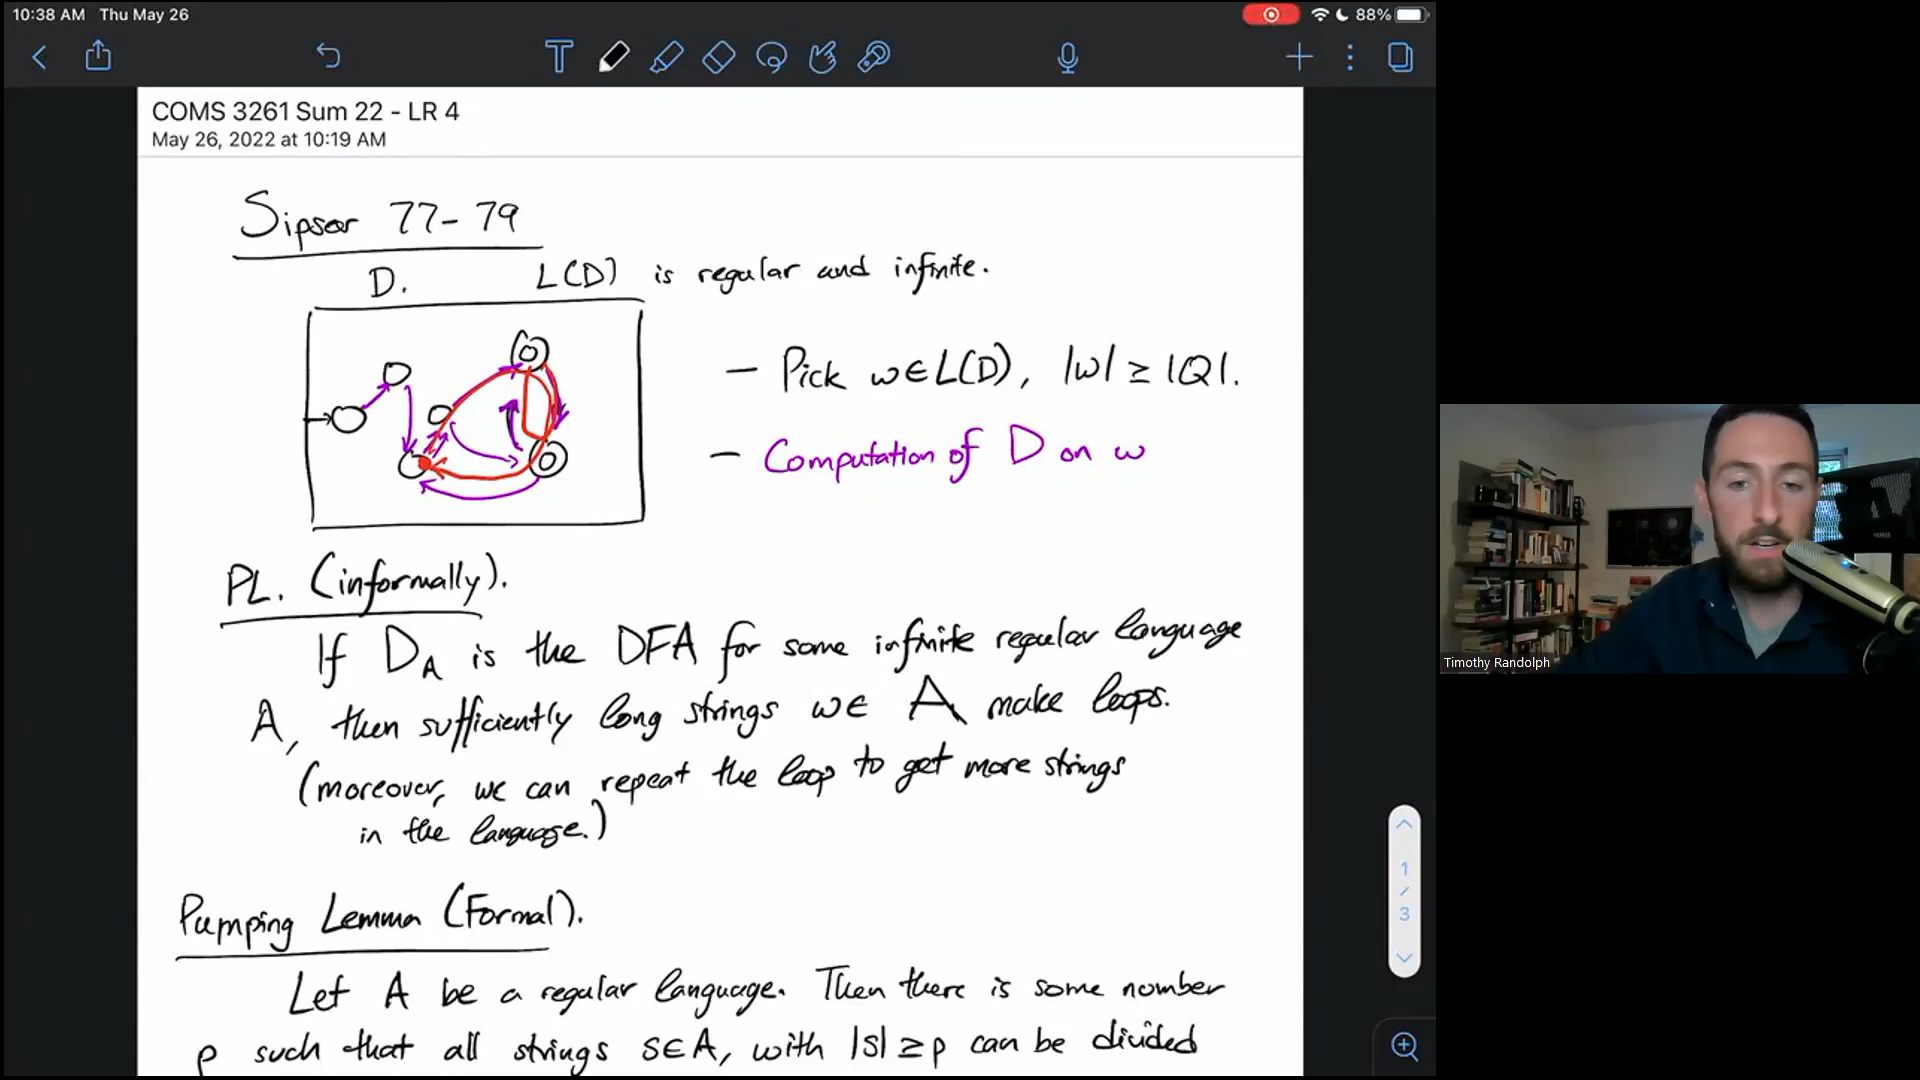 10:38 AM Thu May 26
88%
COMS 3261 Sum 22 - LR 4
May 26, 2022 at 10:19 AM
Sipser 77-79
D. L(D) is regular and infinite.
— Pick w∈L(D), |w| ≥ |Q|.
— Computation of D on w
PL. (informally).
If D_A is the DFA for some infinite regular language
A, then sufficiently long strings w∈ A make loops.
(moreover, we can repeat the loop to get more strings
in the language.)
Pumping Lemma (Formal).
Let A be a regular language. Then there is some number
p such that all strings s∈A, with |s| ≥ p can be divided
1
/
3
Timothy Randolph